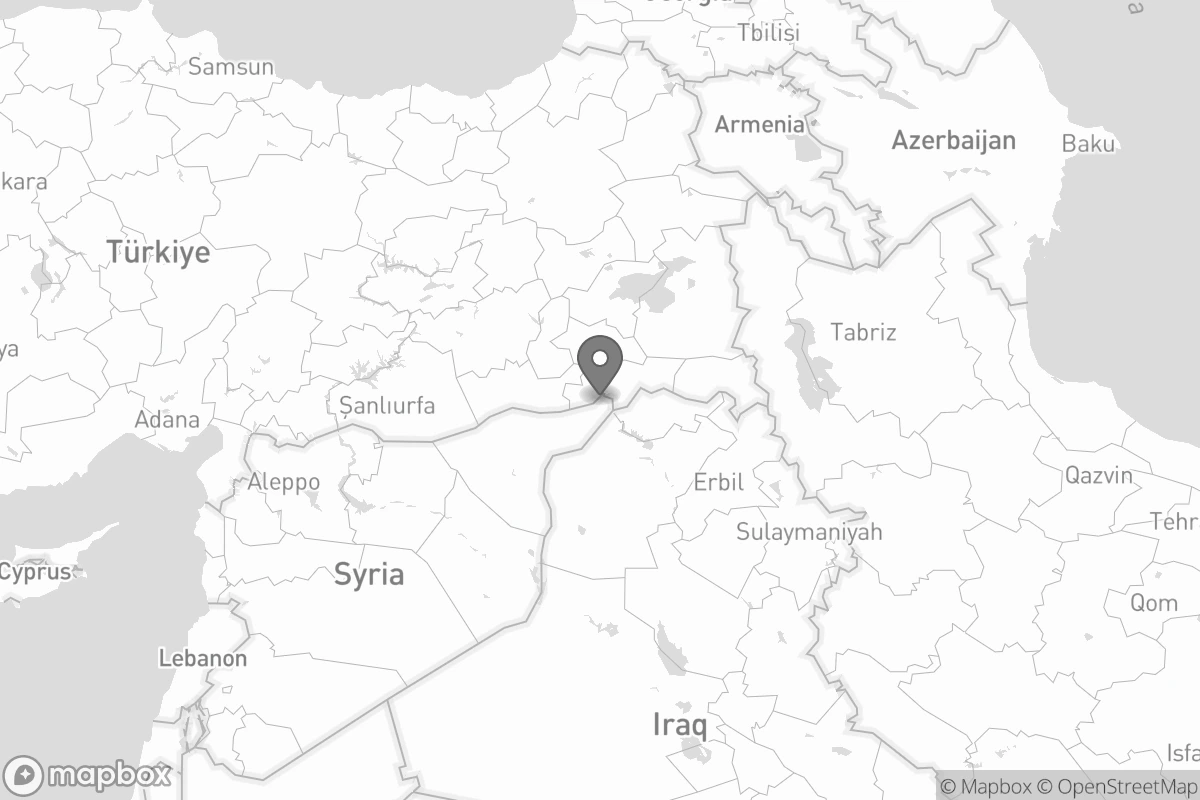 Georgia
Tbilisi
Samsun
Armenia
Azerbaijan
Baku
kara
Türkiye
Tabriz
ya
Şanlıurfa
Adana
Aleppo
Erbil
Qazvin
Sulaymaniyah
Tehr
Cyprus
Syria
Qom
Lebanon
Iraq
Isfa
mapbox
© Mapbox © OpenStreetMap
a